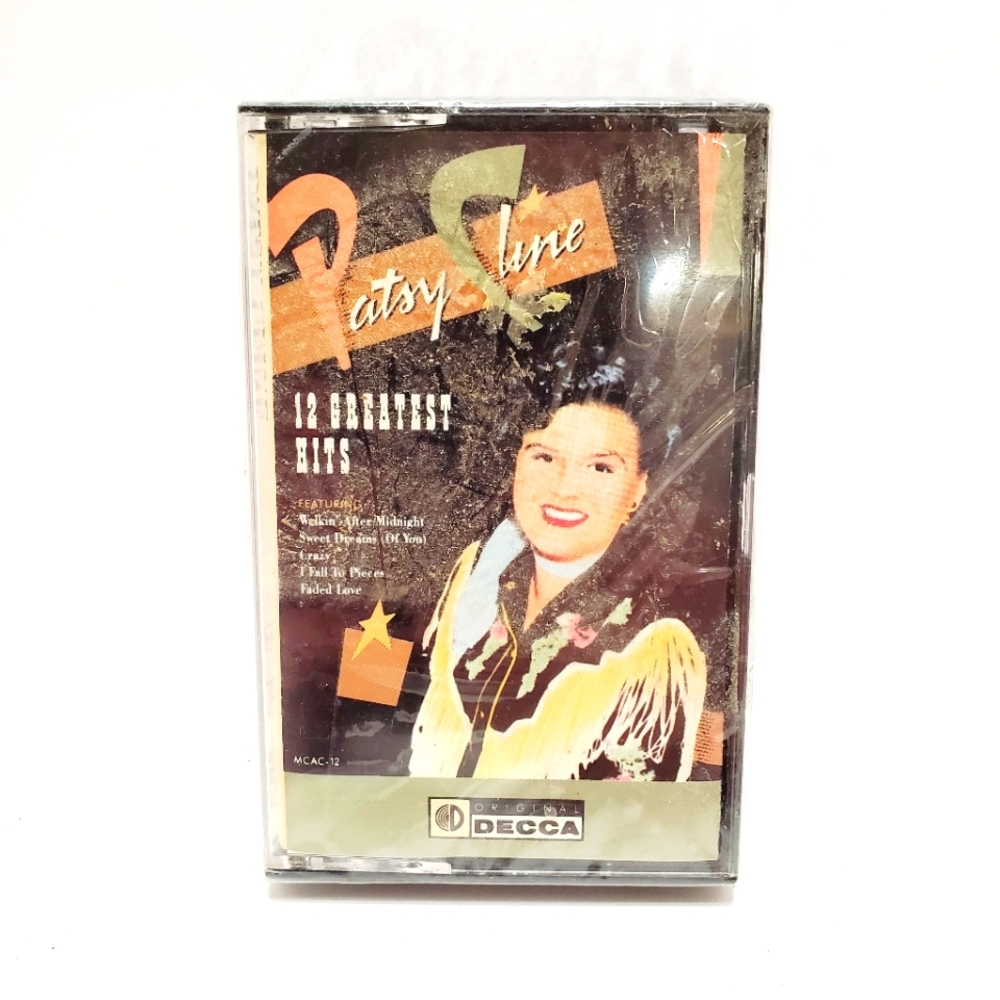 Patsy Cline
12 GREATEST
HITS
FEATURING
Walkin' After Midnight
Sweet Dreams (Of You)
Crazy
I Fall To Pieces
Faded Love
MCAC-12
ORIGINAL
DECCA